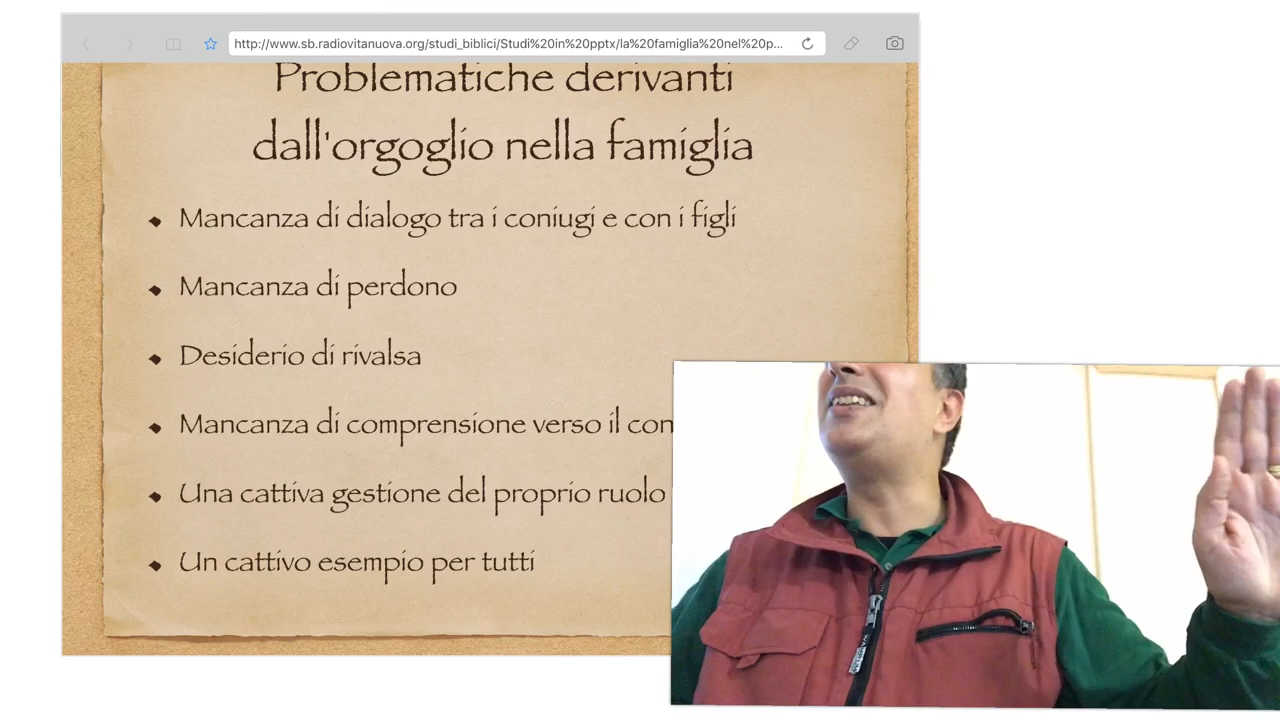 http://www.sb.radiovitanuova.org/studi_biblici/Studi%20in%20pptx/la%20famiglia%20nel%20p...
Problematiche derivanti
dall'orgoglio nella famiglia
Mancanza di dialogo tra i coniugi e con i figli
Mancanza di perdono
Desiderio di rivalsa
Mancanza di comprensione verso il con
Una cattiva gestione del proprio ruolo
Un cattivo esempio per tutti